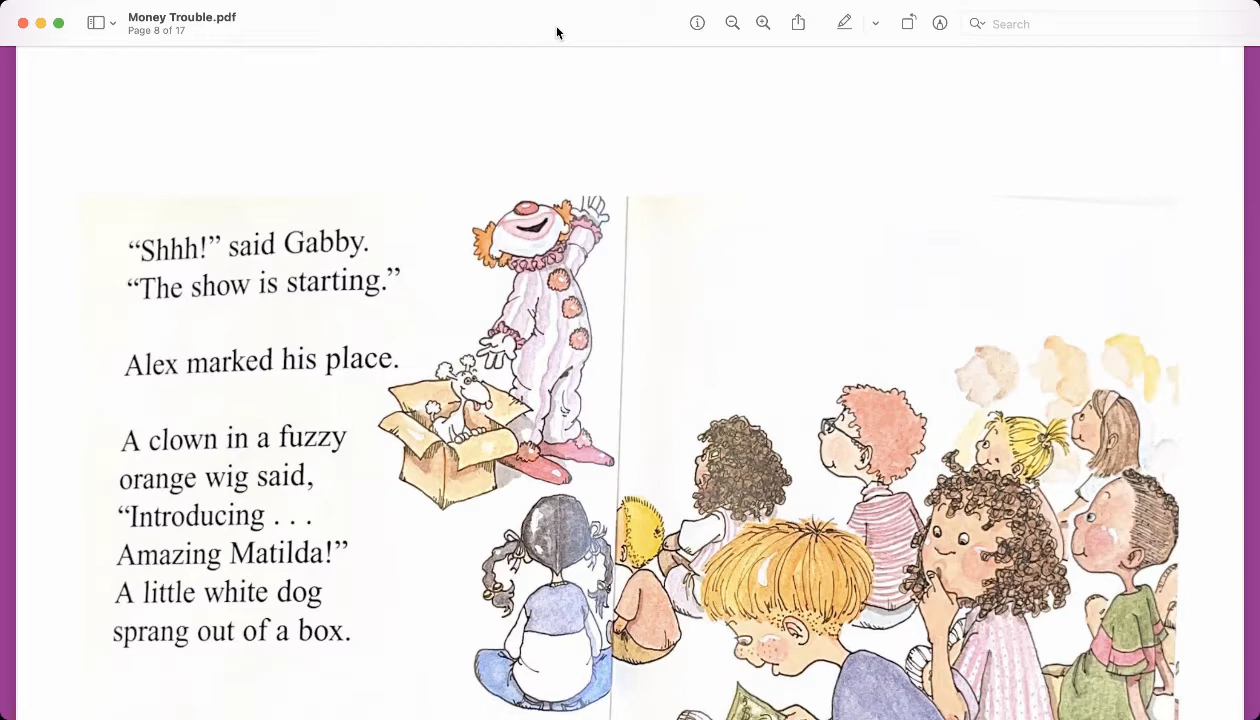 Money Trouble.pdf
Page 8 of 17
Search
“Shhh!” said Gabby.
“The show is starting.”
Alex marked his place.
A clown in a fuzzy
orange wig said,
“Introducing . . .
Amazing Matilda!”
A little white dog
sprang out of a box.